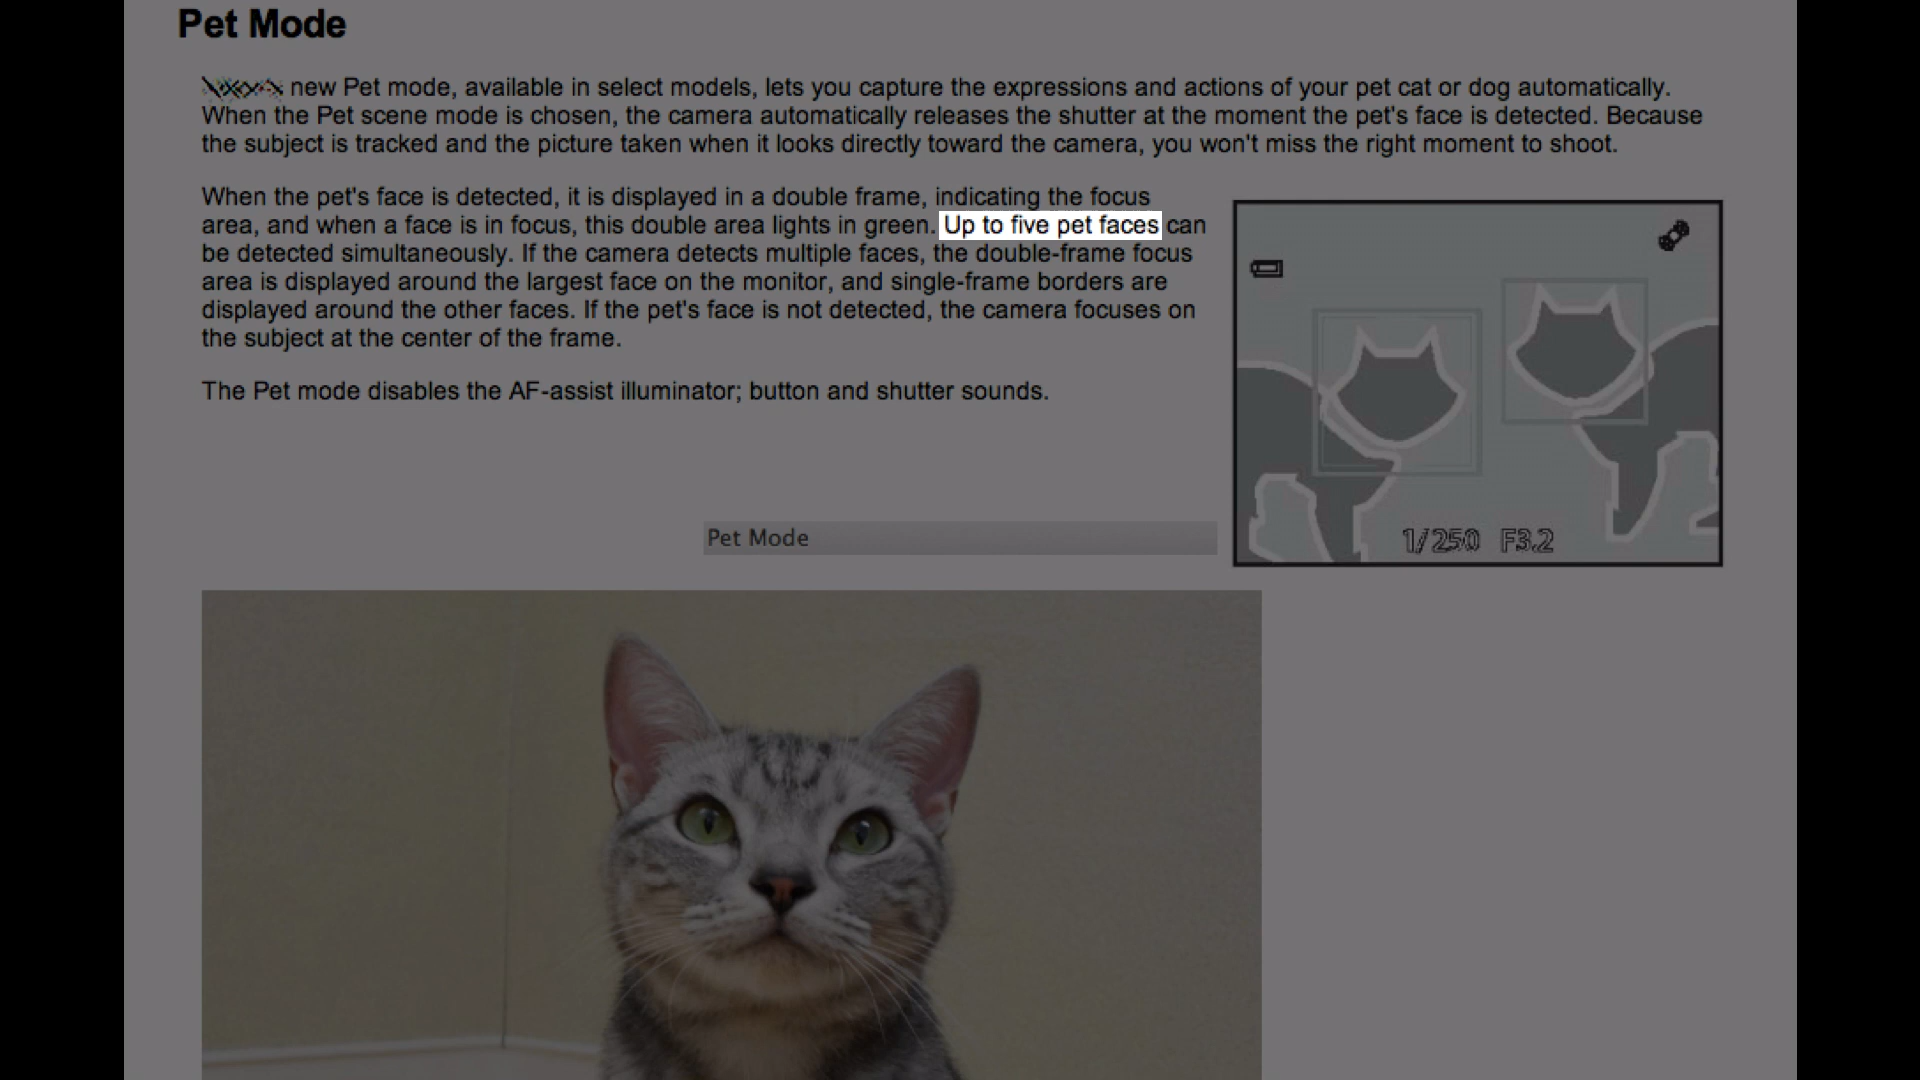 Pet Mode
new Pet mode, available in select models, lets you capture the expressions and actions of your pet cat or dog automatically.
When the Pet scene mode is chosen, the camera automatically releases the shutter at the moment the pet's face is detected. Because
the subject is tracked and the picture taken when it looks directly toward the camera, you won't miss the right moment to shoot.
When the pet's face is detected, it is displayed in a double frame, indicating the focus
area, and when a face is in focus, this double area lights in green. Up to five pet faces can
be detected simultaneously. If the camera detects multiple faces, the double-frame focus
area is displayed around the largest face on the monitor, and single-frame borders are
displayed around the other faces. If the pet's face is not detected, the camera focuses on
the subject at the center of the frame.
The Pet mode disables the AF-assist illuminator; button and shutter sounds.
1/250 F3.2
Pet Mode